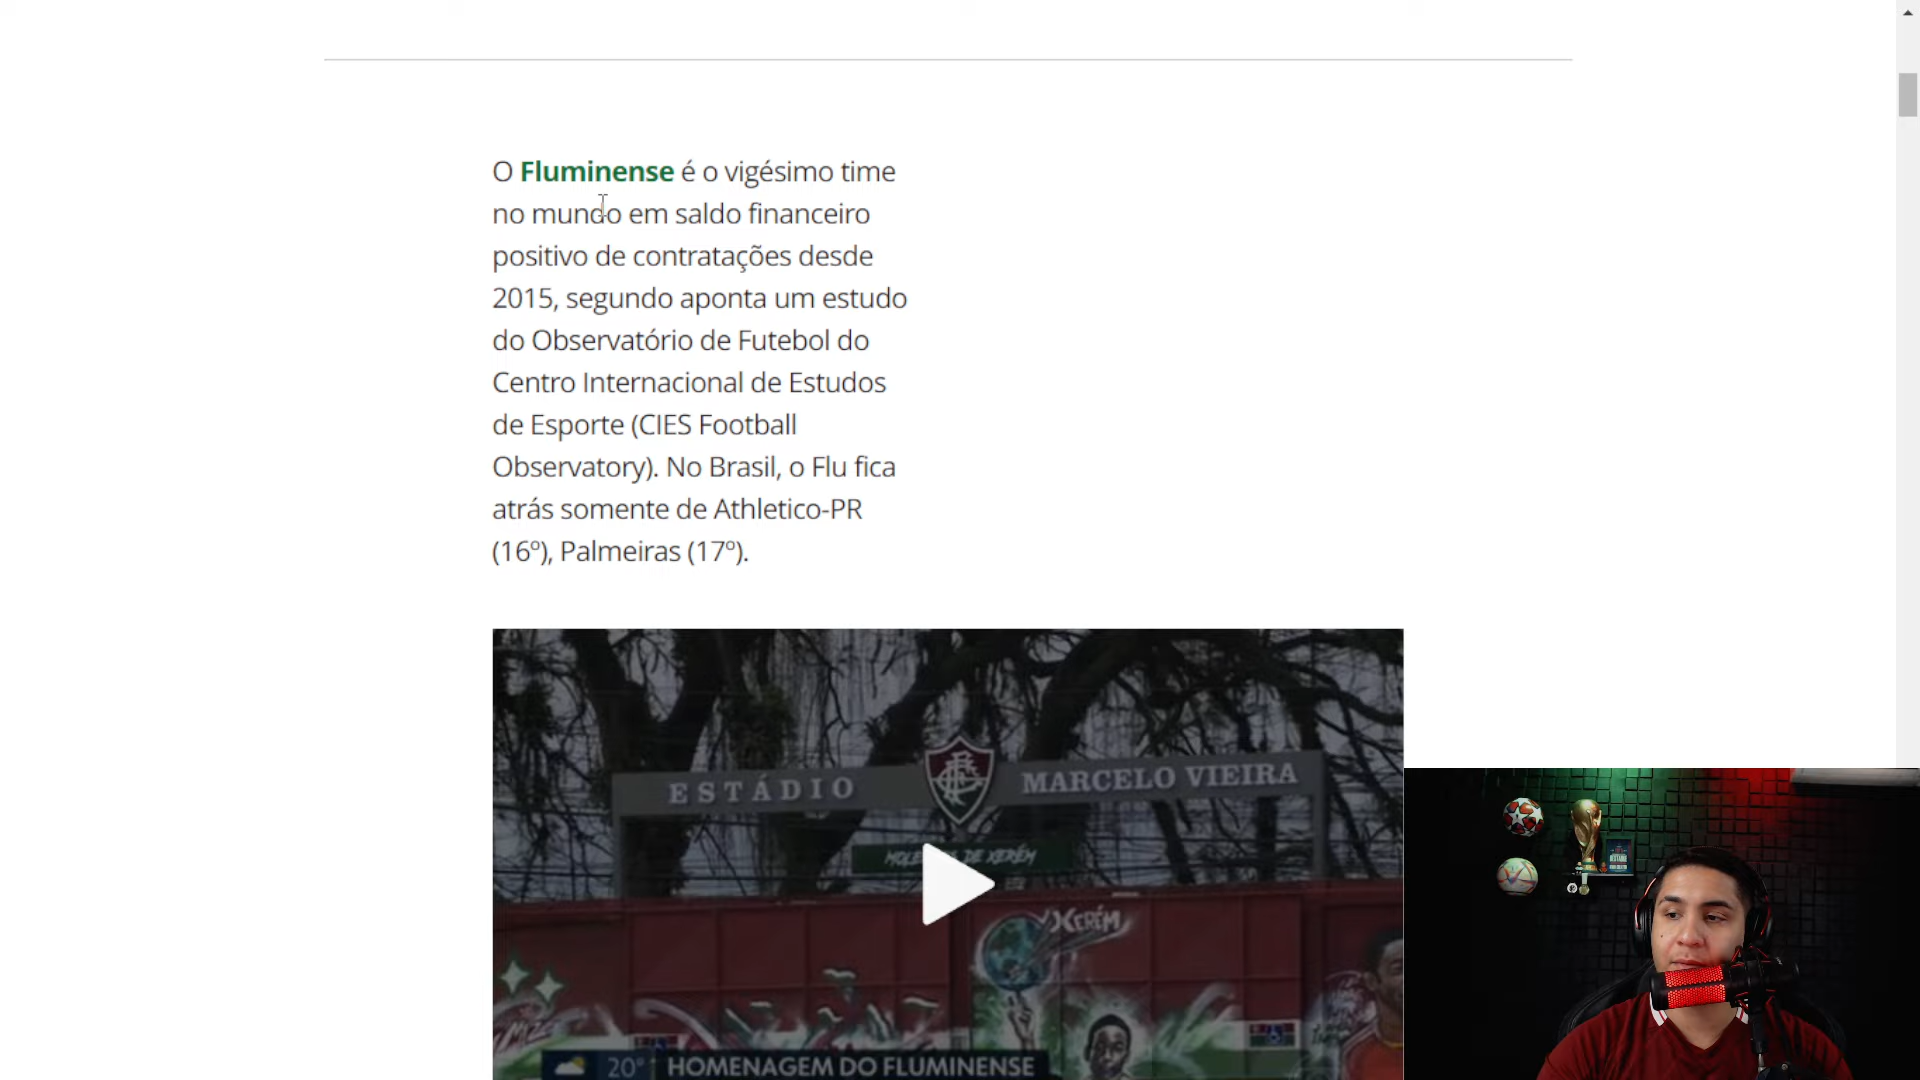 O Fluminense é o vigésimo time
no mundo em saldo financeiro
positivo de contratações desde
2015, segundo aponta um estudo
do Observatório de Futebol do
Centro Internacional de Estudos
de Esporte (CIES Football
Observatory). No Brasil, o Flu fica
atrás somente de Athletico-PR
(16º), Palmeiras (17º).
ESTÁDIO MARCELO VIEIRA
DE XERÉM
XERÉM
20° HOMENAGEM DO FLUMINENSE